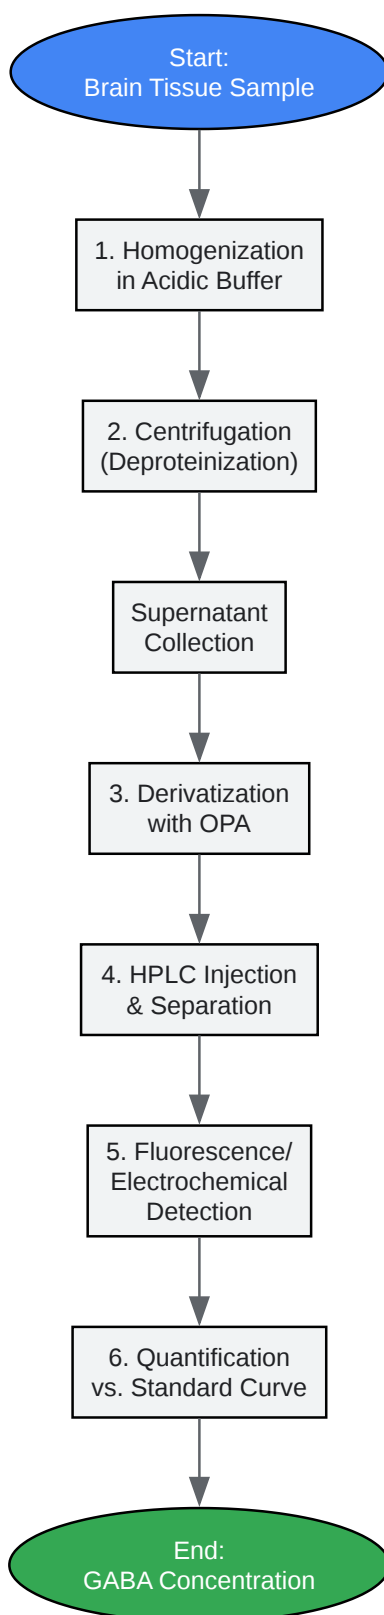 Start:
Brain Tissue Sample
1. Homogenization
in Acidic Buffer
2. Centrifugation
(Deproteinization)
Supernatant
Collection
3. Derivatization
with OPA
4. HPLC Injection
& Separation
5. Fluorescence/
Electrochemical
Detection
6. Quantification
vs. Standard Curve
End:
GABA Concentration